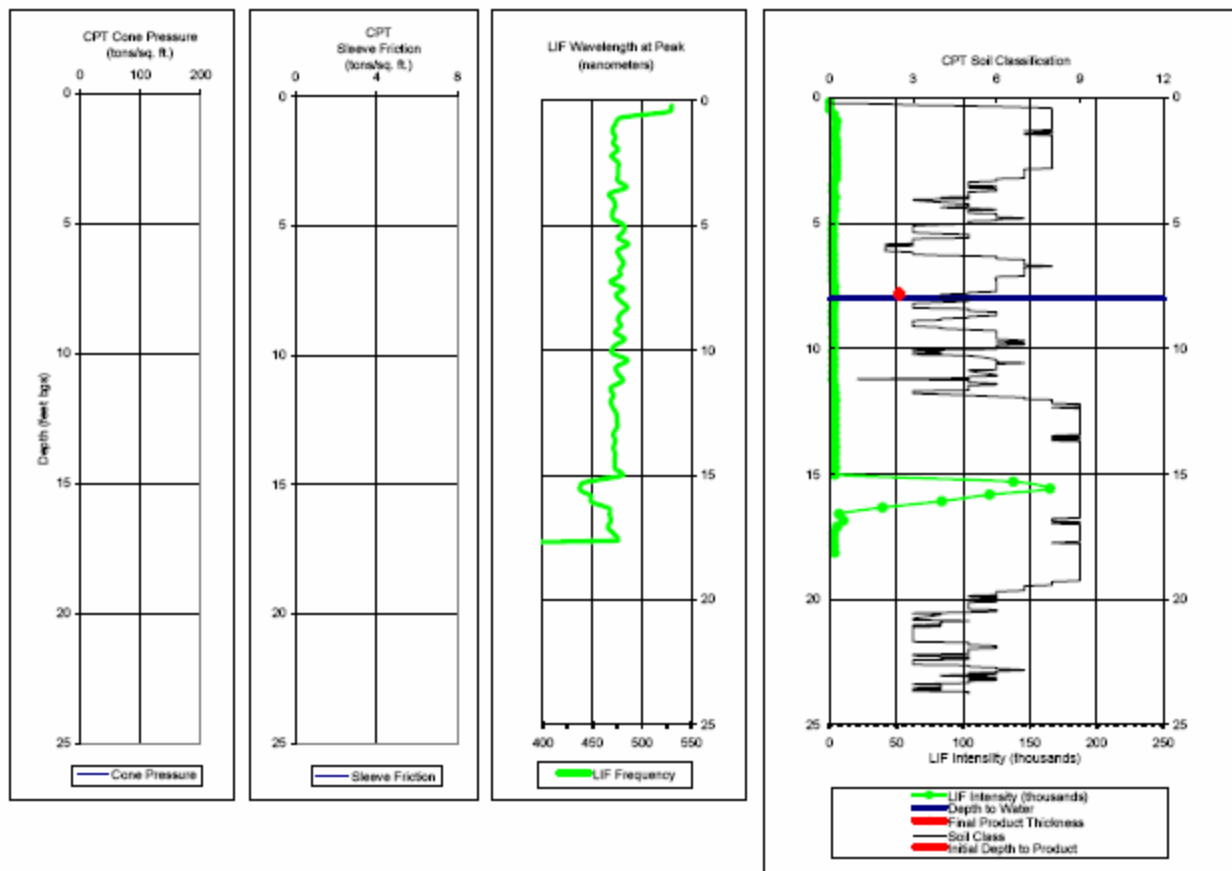 CPT Cone Pressure
(tons/sq. ft.)
0 100 200
0
5
10
15
20
25
Depth (feet bgs)
Cone Pressure
CPT
Sleeve Friction
(tons/sq. ft.)
0 4 8
0
5
10
15
20
25
Sleeve Friction
LIF Wavelength at Peak
(nanometers)
0
5
10
15
20
25
400 450 500 550
LIF Frequency
CPT Soil Classification
0 3 6 9 12
0 0
5 5
10 10
15 15
20 20
25 25
0 50 100 150 200 250
LIF Intensity (thousands)
LIF Intensity (thousands)
Depth to Water
Final Product Thickness
Soil Class
Initial Depth to Product